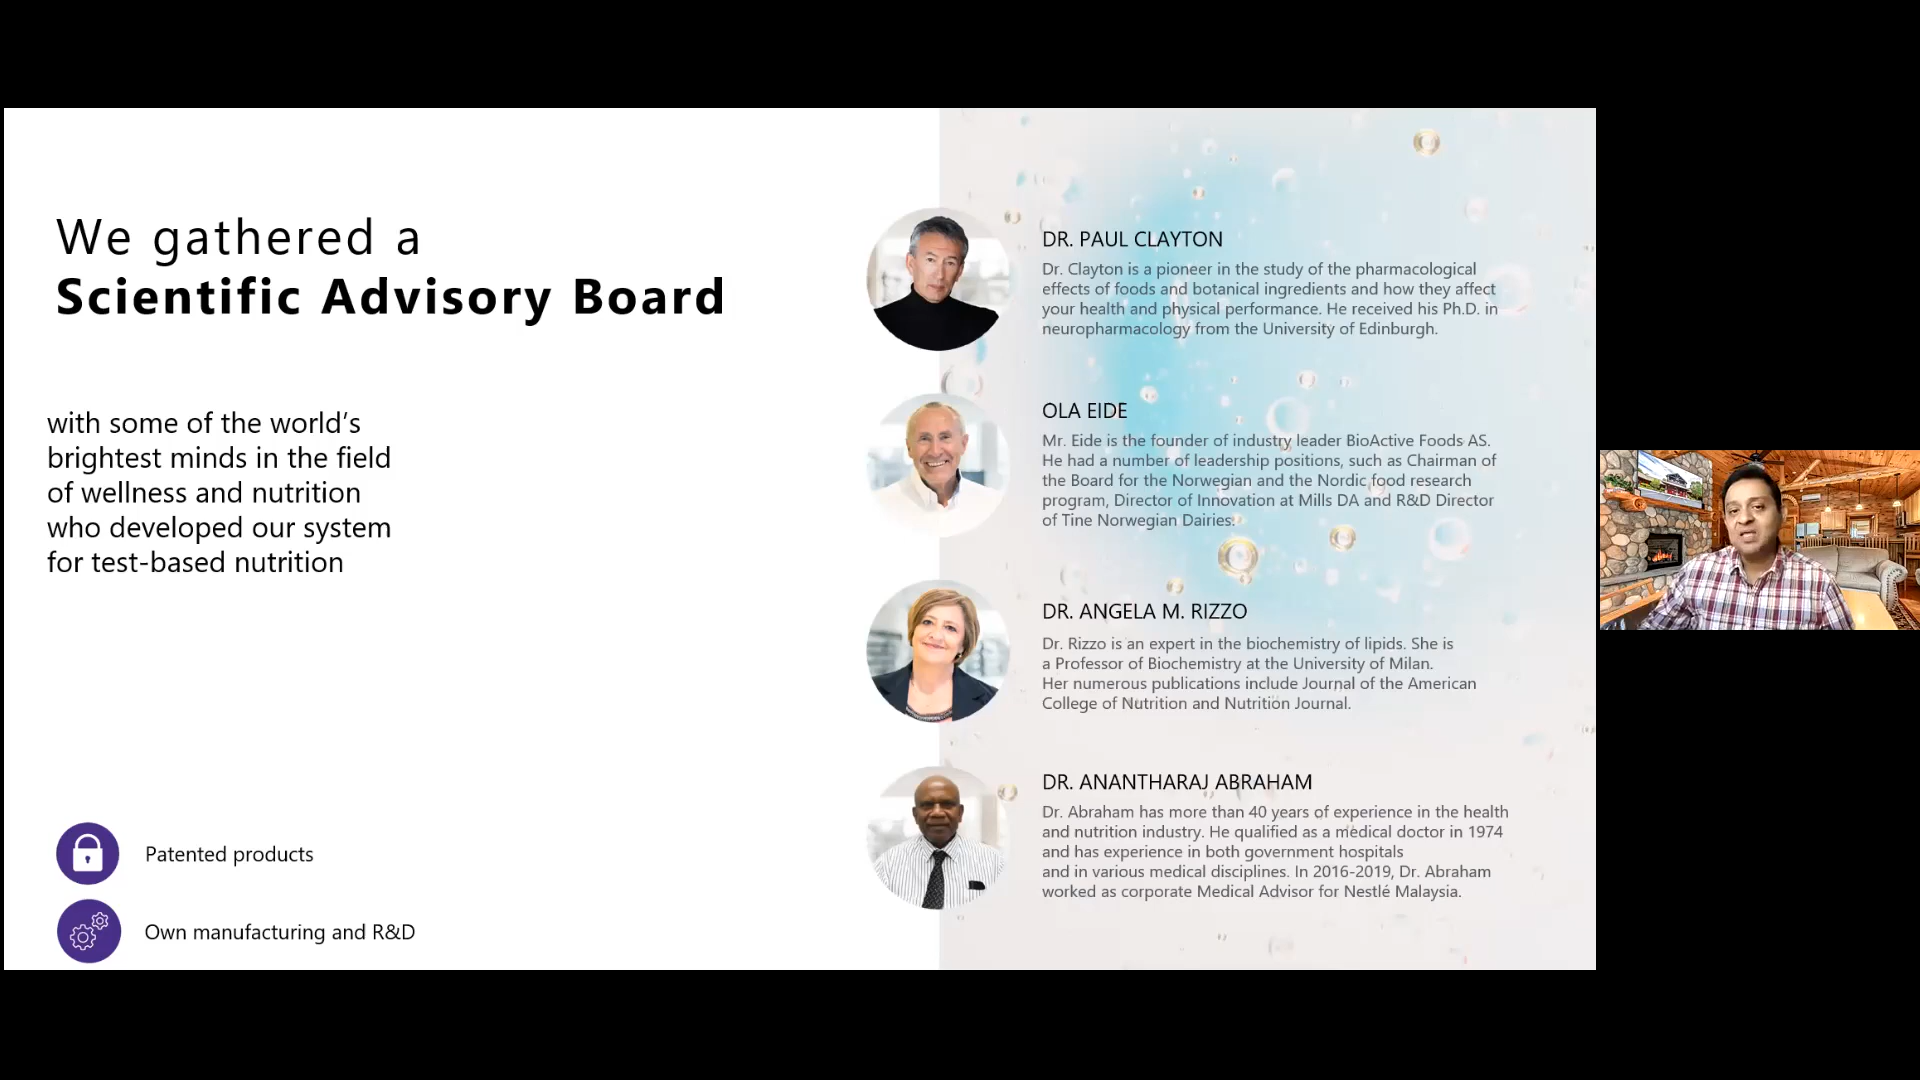 We gathered a
Scientific Advisory Board
with some of the world's
brightest minds in the field
of wellness and nutrition
who developed our system
for test-based nutrition
Patented products
Own manufacturing and R&D
DR. PAUL CLAYTON
Dr. Clayton is a pioneer in the study of the pharmacological
effects of foods and botanical ingredients and how they affect
your health and physical performance. He received his Ph.D. in
neuropharmacology from the University of Edinburgh.
OLA EIDE
Mr. Eide is the founder of industry leader BioActive Foods AS.
He had a number of leadership positions, such as Chairman of
the Board for the Norwegian and the Nordic food research
program, Director of Innovation at Mills DA and R&D Director
of Tine Norwegian Dairies.
DR. ANGELA M. RIZZO
Dr. Rizzo is an expert in the biochemistry of lipids. She is
a Professor of Biochemistry at the University of Milan.
Her numerous publications include Journal of the American
College of Nutrition and Nutrition Journal.
DR. ANANTHARAJ ABRAHAM
Dr. Abraham has more than 40 years of experience in the health
and nutrition industry. He qualified as a medical doctor in 1974
and has experience in both government hospitals
and in various medical disciplines. In 2016-2019, Dr. Abraham
worked as corporate Medical Advisor for Nestlé Malaysia.